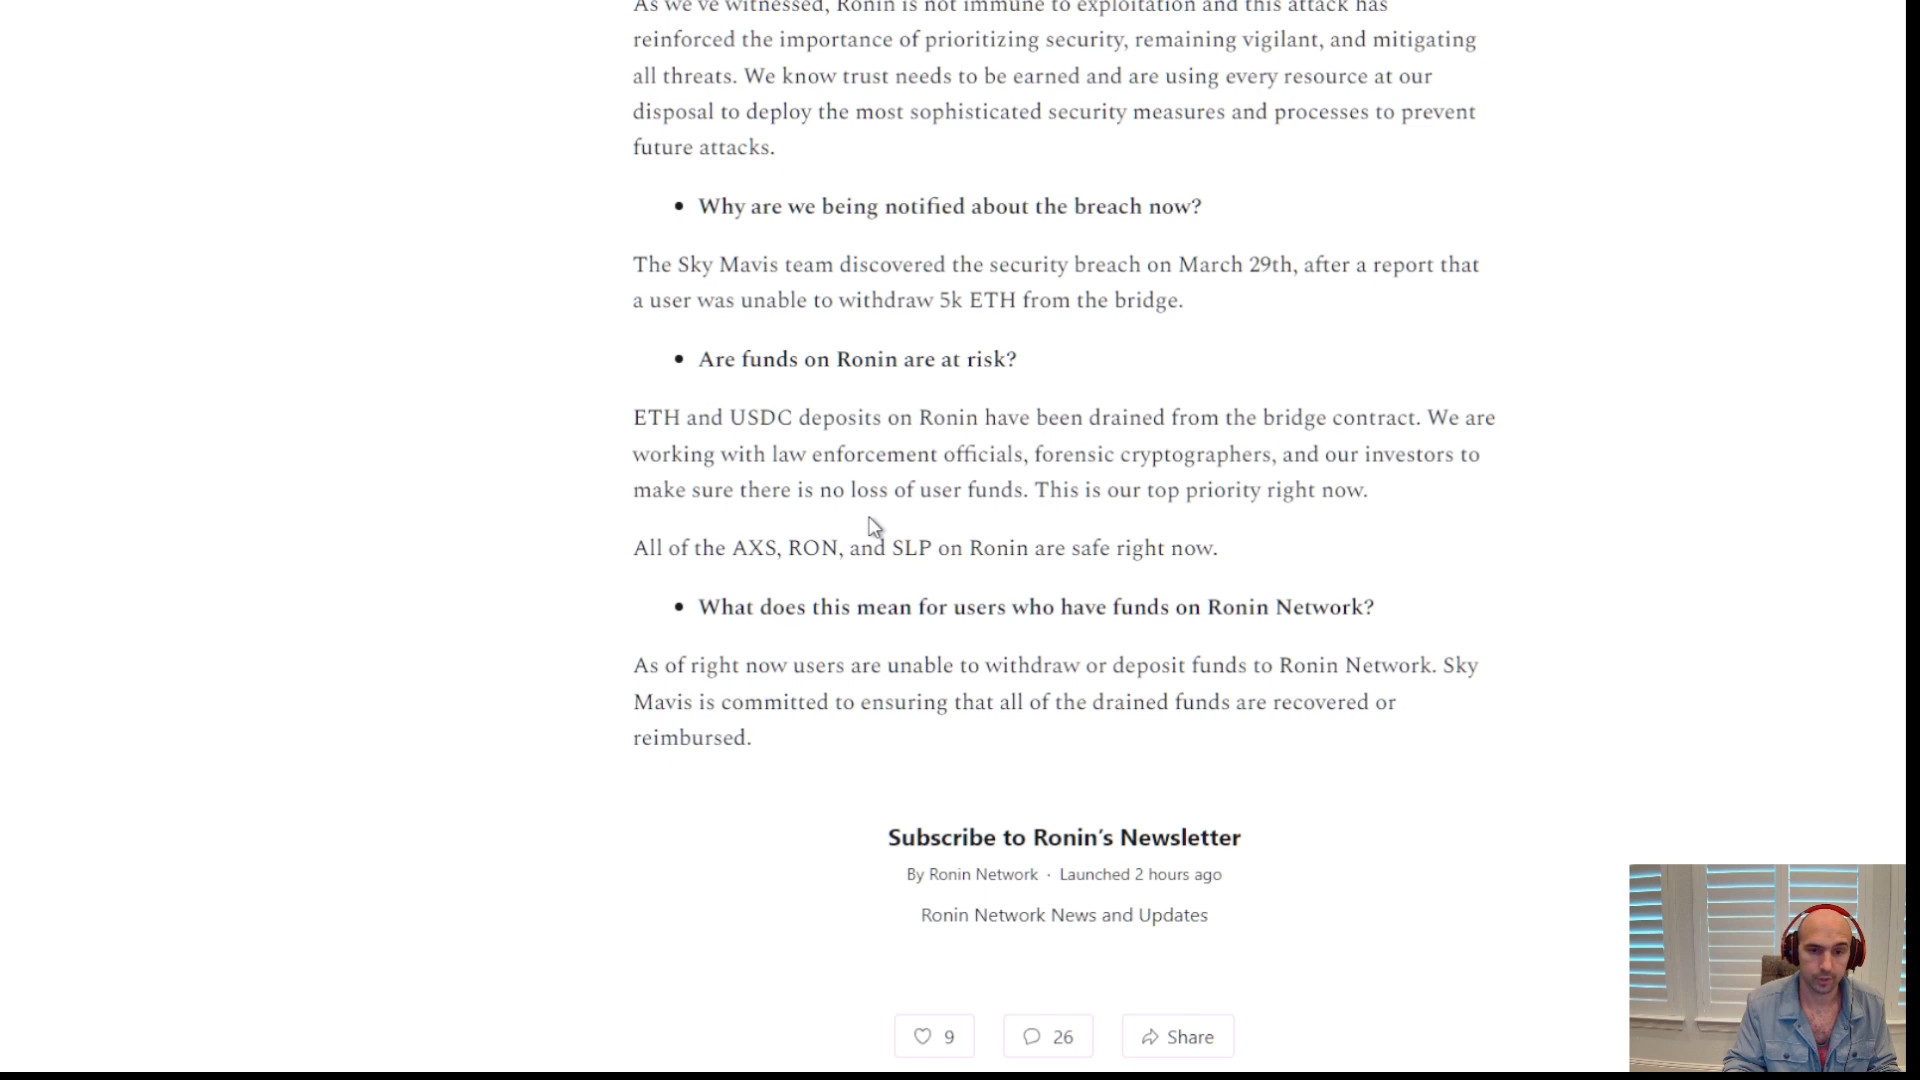 As we've witnessed, Ronin is not immune to exploitation and this attack has
reinforced the importance of prioritizing security, remaining vigilant, and mitigating
all threats. We know trust needs to be earned and are using every resource at our
disposal to deploy the most sophisticated security measures and processes to prevent
future attacks.
• Why are we being notified about the breach now?
The Sky Mavis team discovered the security breach on March 29th, after a report that
a user was unable to withdraw 5k ETH from the bridge.
• Are funds on Ronin are at risk?
ETH and USDC deposits on Ronin have been drained from the bridge contract. We are
working with law enforcement officials, forensic cryptographers, and our investors to
make sure there is no loss of user funds. This is our top priority right now.
All of the AXS, RON, and SLP on Ronin are safe right now.
• What does this mean for users who have funds on Ronin Network?
As of right now users are unable to withdraw or deposit funds to Ronin Network. Sky
Mavis is committed to ensuring that all of the drained funds are recovered or
reimbursed.
Subscribe to Ronin's Newsletter
By Ronin Network · Launched 2 hours ago
Ronin Network News and Updates
9 26 Share